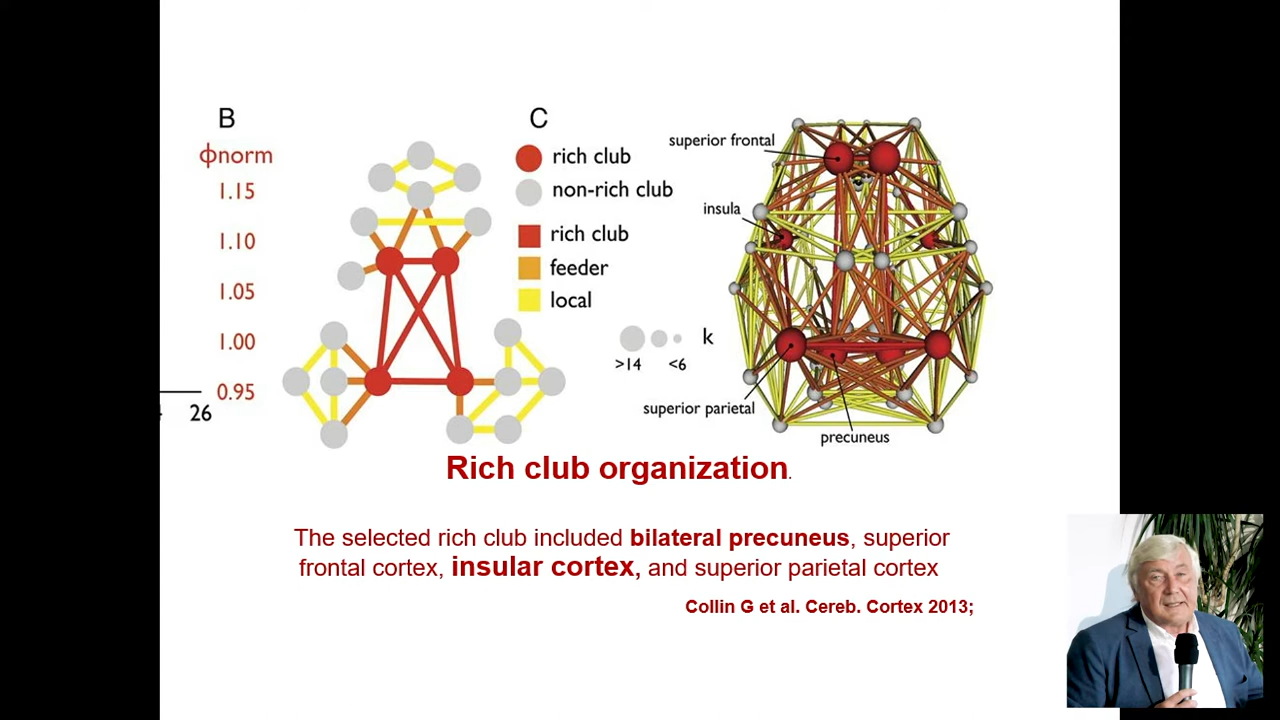 B
C
ϕnorm
1.15
1.10
1.05
1.00
0.95
26
rich club
non-rich club
rich club
feeder
local
k
>14
<6
superior frontal
insula
superior parietal
precuneus
Rich club organization.
The selected rich club included bilateral precuneus, superior
frontal cortex, insular cortex, and superior parietal cortex
Collin G et al. Cereb. Cortex 2013;